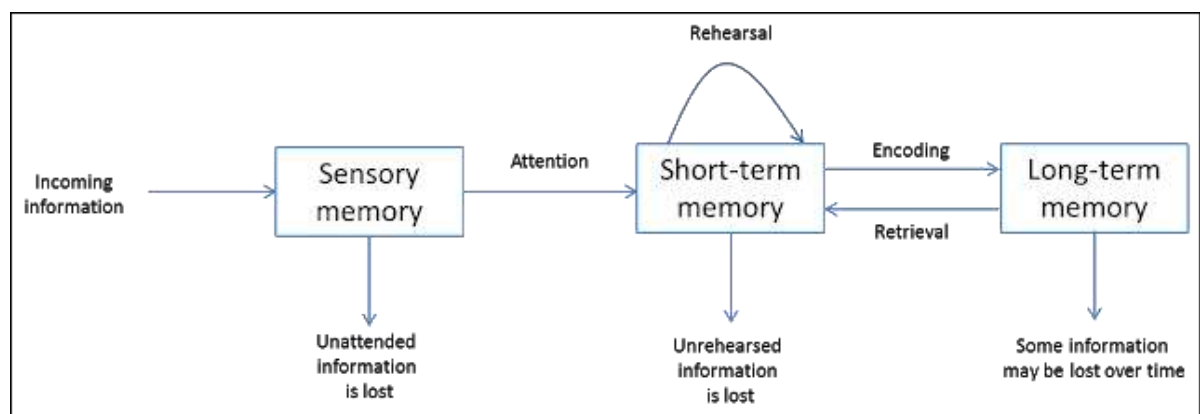 Rehearsal
Incoming
information
Sensory
memory
Attention
Short-term
memory
Encoding
Retrieval
Long-term
memory
Unattended
information
is lost
Unrehearsed
information
is lost
Some information
may be lost over time